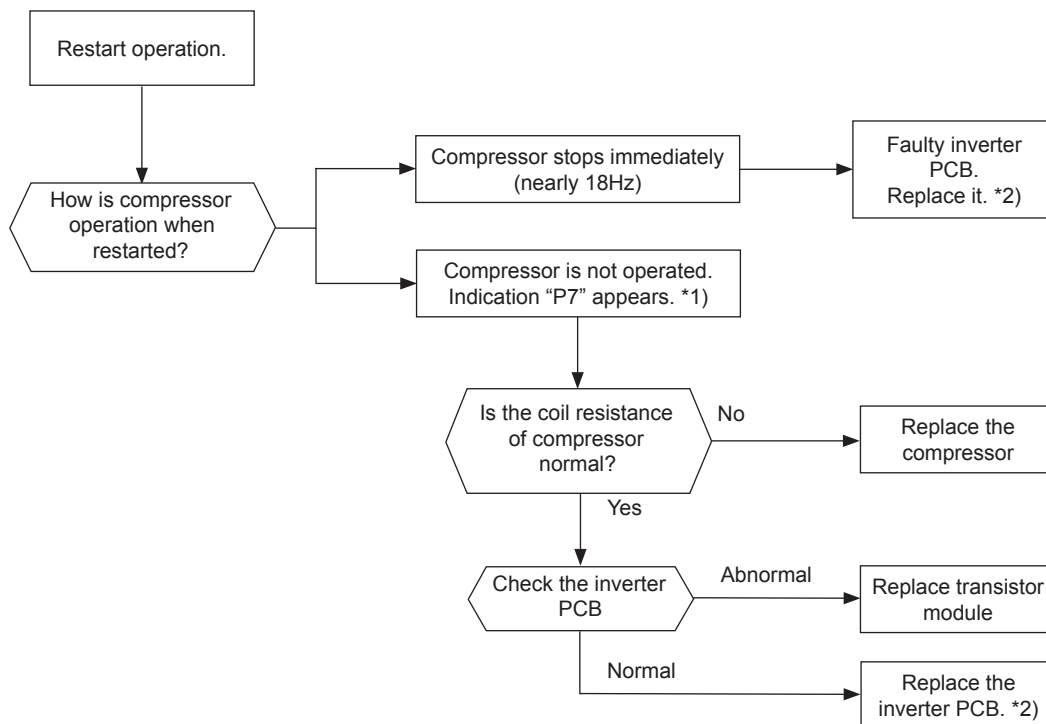 Restart operation.
How is compressor
operation when
restarted?
Compressor stops immediately
(nearly 18Hz)
Faulty inverter
PCB.
Replace it. *2)
Compressor is not operated.
Indication “P7” appears. *1)
Is the coil resistance
of compressor
normal?
No
Replace the
compressor
Yes
Check the inverter
PCB
Abnormal
Replace transistor
module
Normal
Replace the
inverter PCB. *2)